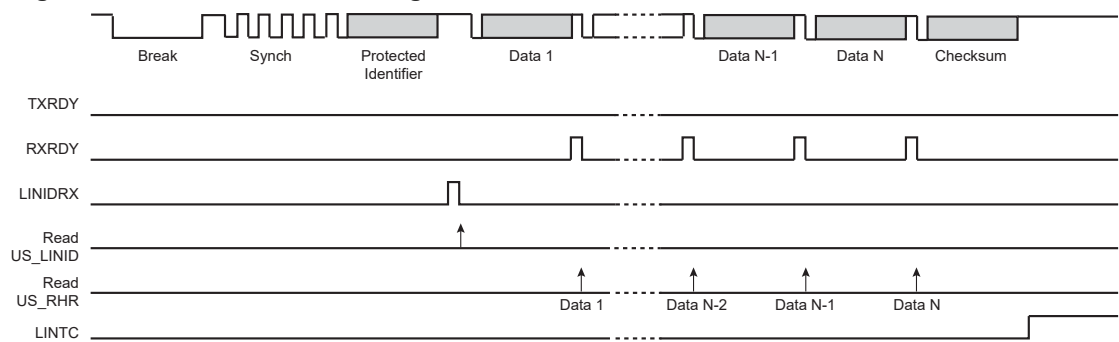 Break Synch Protected Identifier Data 1 Data N-1 Data N Checksum
TXRDY
RXRDY
LINIDRX
Read
US_LINID
Read
US_RHR
Data 1 Data N-2 Data N-1 Data N
LINTC